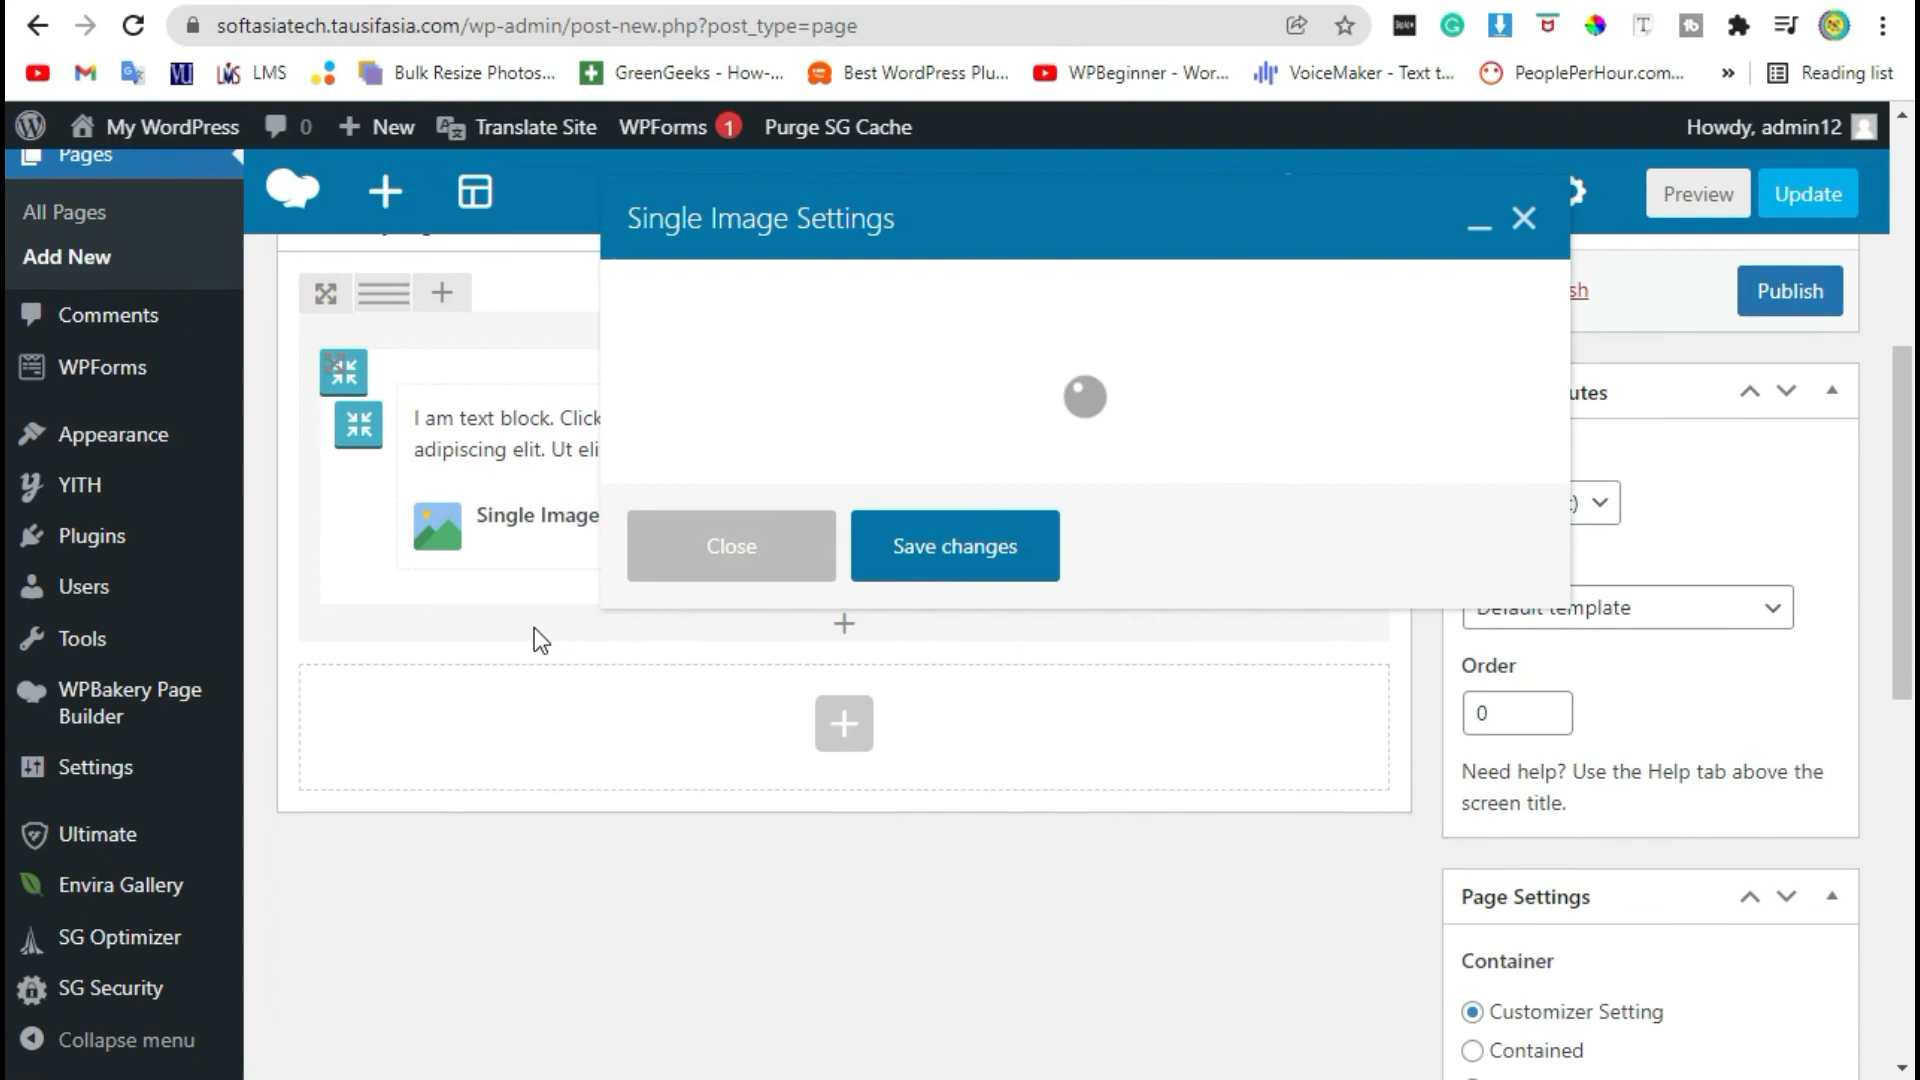 softasiatech.tausifasia.com/wp-admin/post-new.php?post_type=page
LMS
Bulk Resize Photos...
GreenGeeks - How-...
Best WordPress Plu...
WPBeginner - Wor...
VoiceMaker - Text t...
PeoplePerHour.com...
»
Reading list
My WordPress
0
New
Translate Site
WPForms 1
Purge SG Cache
Howdy, admin12
Pages
All Pages
Add New
Comments
WPForms
Appearance
YITH
Plugins
Users
Tools
WPBakery Page
Builder
Settings
Ultimate
Envira Gallery
SG Optimizer
SG Security
Collapse menu
Preview
Update
Single Image Settings
sh
Publish
I am text block. Click
adipiscing elit. Ut eli
Single Image
Close
Save changes
utes
Default template
Order
0
Need help? Use the Help tab above the
screen title.
Page Settings
Container
Customizer Setting
Contained